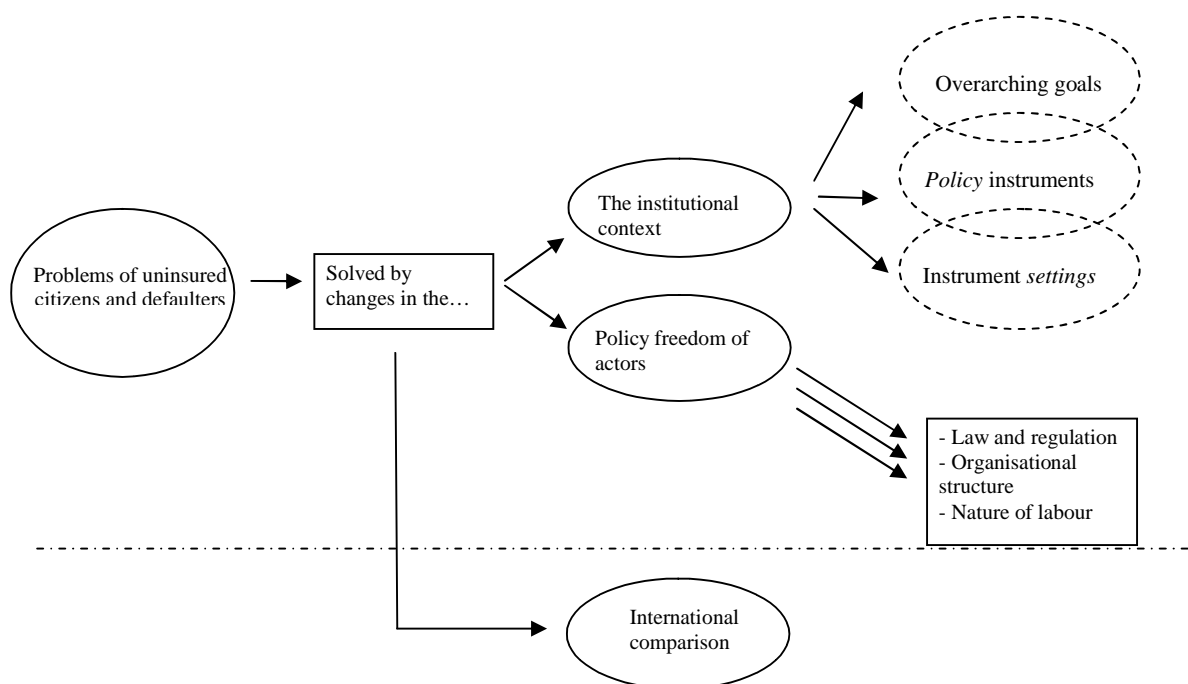 Problems of uninsured
citizens and defaulters
Solved by
changes in the…
The institutional
context
Policy freedom of
actors
Overarching goals
Policy instruments
Instrument settings
- Law and regulation
- Organisational
structure
- Nature of labour
International
comparison